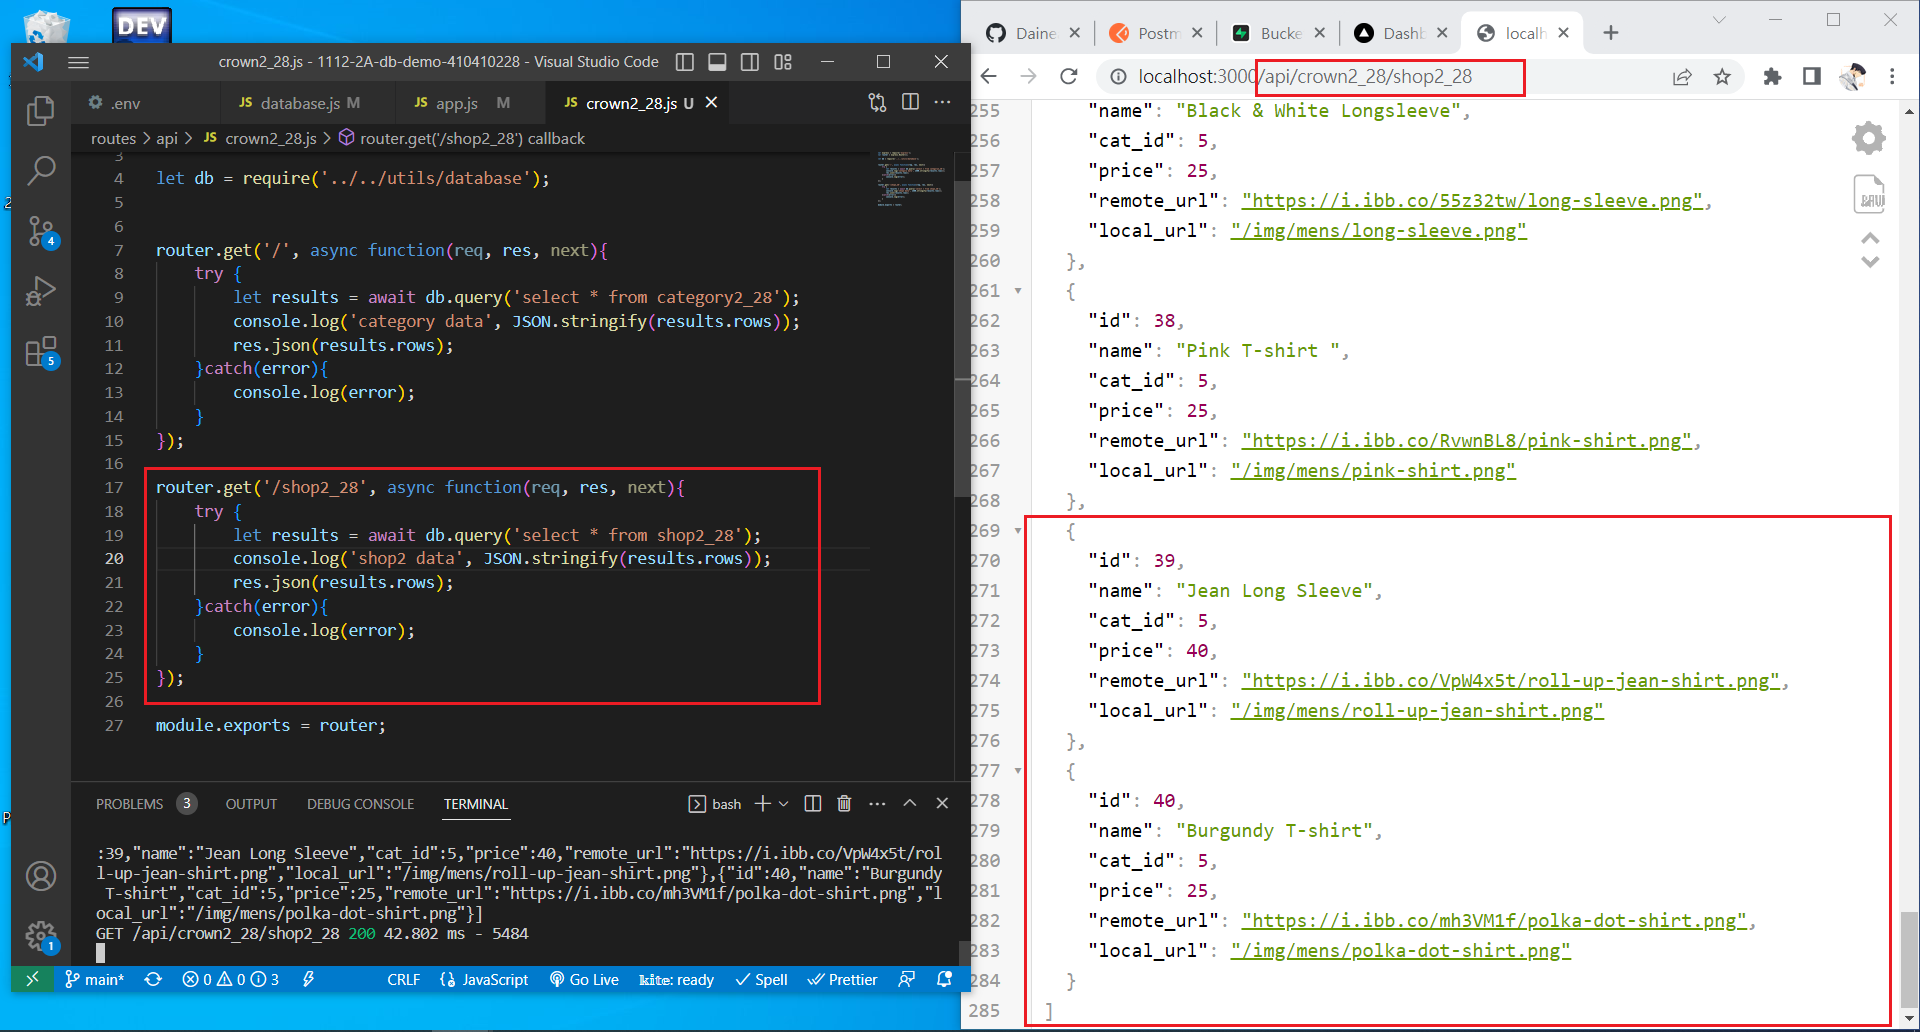 DEV
crown2_28.js - 1112-2A-db-demo-410410228 - Visual Studio Code
.env
JS database.js M
JS app.js M
JS crown2_28.js U
routes > api > JS crown2_28.js > router.get('/shop2_28') callback
3
4 let db = require('../../utils/database');
5
6
7 router.get('/', async function(req, res, next){
8 try {
9 let results = await db.query('select * from category2_28');
10 console.log('category data', JSON.stringify(results.rows));
11 res.json(results.rows);
12 }catch(error){
13 console.log(error);
14 }
15 });
16
17 router.get('/shop2_28', async function(req, res, next){
18 try {
19 let results = await db.query('select * from shop2_28');
20 console.log('shop2 data', JSON.stringify(results.rows));
21 res.json(results.rows);
22 }catch(error){
23 console.log(error);
24 }
25 });
26
27 module.exports = router;
4
5
1
PROBLEMS 3 OUTPUT DEBUG CONSOLE TERMINAL bash
:39,"name":"Jean Long Sleeve","cat_id":5,"price":40,"remote_url":"https://i.ibb.co/VpW4x5t/rol
l-up-jean-shirt.png","local_url":"/img/mens/roll-up-jean-shirt.png"},{"id":40,"name":"Burgundy
T-shirt","cat_id":5,"price":25,"remote_url":"https://i.ibb.co/mh3VM1f/polka-dot-shirt.png","l
ocal_url":"/img/mens/polka-dot-shirt.png"}]
GET /api/crown2_28/shop2_28 200 42.802 ms - 5484
main* 0 0 3 CRLF JavaScript Go Live kite: ready Spell Prettier
Daine
Postm
Bucke
Dashb
localh
localhost:3000/api/crown2_28/shop2_28
RAW
255 "name": "Black & White Longsleeve",
256 "cat_id": 5,
257 "price": 25,
258 "remote_url": "https://i.ibb.co/55z32tw/long-sleeve.png",
259 "local_url": "/img/mens/long-sleeve.png"
260 },
261 {
262 "id": 38,
263 "name": "Pink T-shirt ",
264 "cat_id": 5,
265 "price": 25,
266 "remote_url": "https://i.ibb.co/RvwnBL8/pink-shirt.png",
267 "local_url": "/img/mens/pink-shirt.png"
268 },
269 {
270 "id": 39,
271 "name": "Jean Long Sleeve",
272 "cat_id": 5,
273 "price": 40,
274 "remote_url": "https://i.ibb.co/VpW4x5t/roll-up-jean-shirt.png",
275 "local_url": "/img/mens/roll-up-jean-shirt.png"
276 },
277 {
278 "id": 40,
279 "name": "Burgundy T-shirt",
280 "cat_id": 5,
281 "price": 25,
282 "remote_url": "https://i.ibb.co/mh3VM1f/polka-dot-shirt.png",
283 "local_url": "/img/mens/polka-dot-shirt.png"
284 }
285 ]